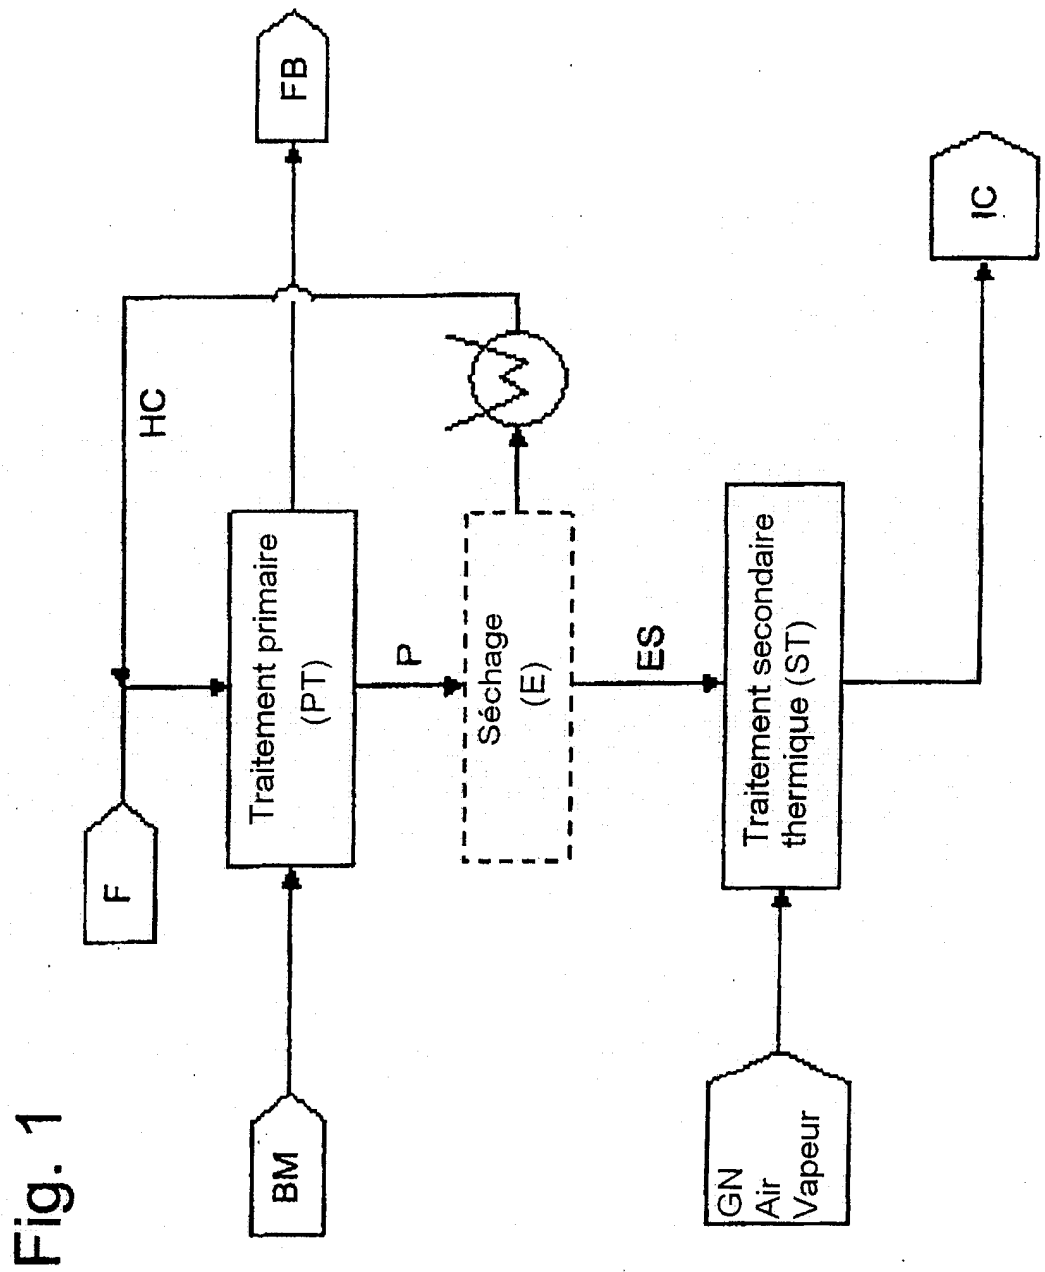 Fig. 1
F
HC
BM
Traitement primaire
(PT)
FB
P
Séchage
(E)
ES
GN
Air
Vapeur
Traitement secondaire
thermique (ST)
IC